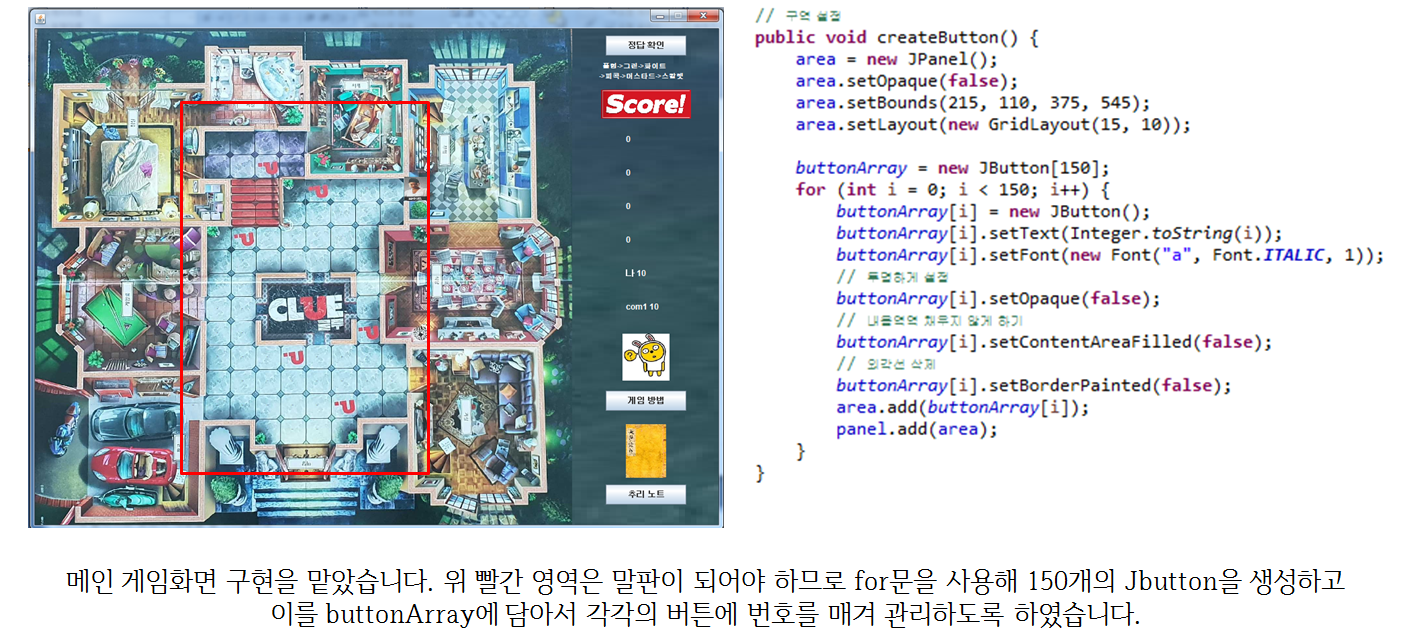 정답 확인
플럼->그린->화이트
->피콕->머스타드->스칼렛
Score!
0
0
0
0
나 10
com1 10
게임 방법
추리 노트
CLUE
// 구역 설정
public void createButton() {
area = new JPanel();
area.setOpaque(false);
area.setBounds(215, 110, 375, 545);
area.setLayout(new GridLayout(15, 10));
buttonArray = new JButton[150];
for (int i = 0; i < 150; i++) {
buttonArray[i] = new JButton();
buttonArray[i].setText(Integer.toString(i));
buttonArray[i].setFont(new Font("a", Font.ITALIC, 1));
// 투명하게 설정
buttonArray[i].setOpaque(false);
// 내용역역 채우지 않게 하기
buttonArray[i].setContentAreaFilled(false);
// 외각선 삭제
buttonArray[i].setBorderPainted(false);
area.add(buttonArray[i]);
panel.add(area);
}
}
메인 게임화면 구현을 맡았습니다. 위 빨간 영역은 말판이 되어야 하므로 for문을 사용해 150개의 Jbutton을 생성하고
이를 buttonArray에 담아서 각각의 버튼에 번호를 매겨 관리하도록 하였습니다.